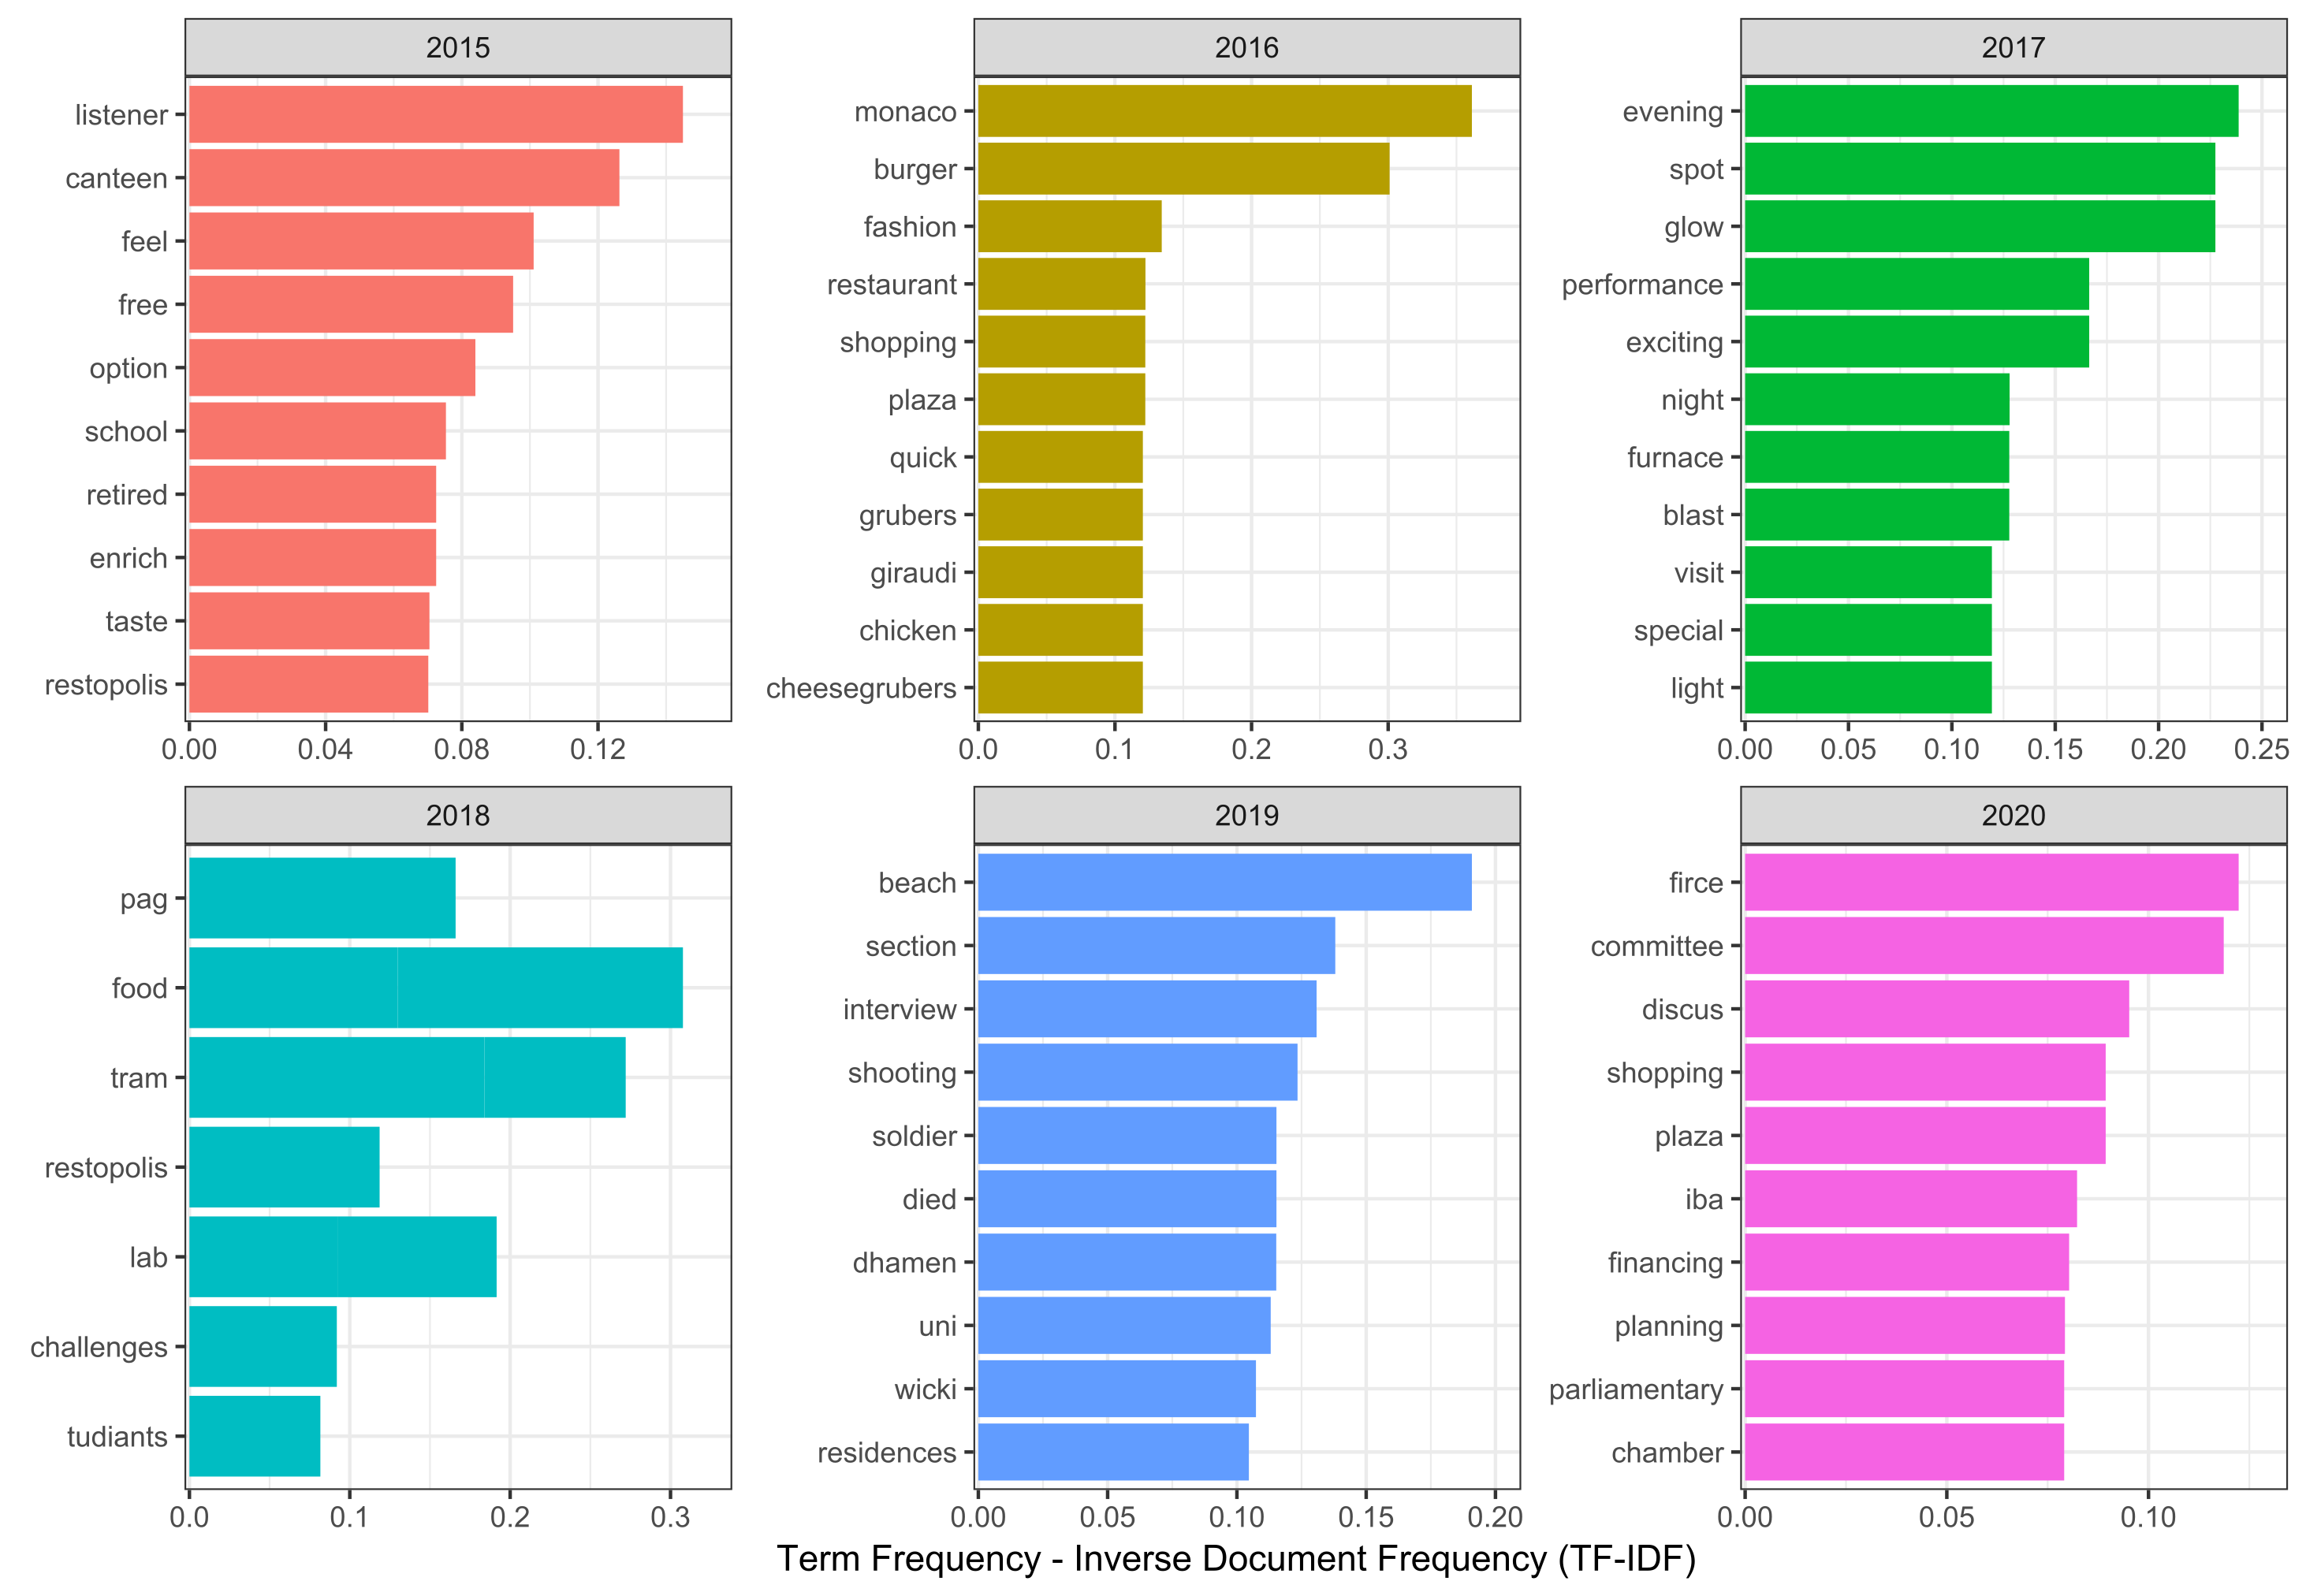 2015
listener
canteen
feel
free
option
school
retired
enrich
taste
restopolis
0.00 0.04 0.08 0.12
2016
monaco
burger
fashion
restaurant
shopping
plaza
quick
grubers
giraudi
chicken
cheesegrubers
0.0 0.1 0.2 0.3
2017
evening
spot
glow
performance
exciting
night
furnace
blast
visit
special
light
0.00 0.05 0.10 0.15 0.20 0.25
2018
pag
food
tram
restopolis
lab
challenges
tudiants
0.0 0.1 0.2 0.3
2019
beach
section
interview
shooting
soldier
died
dhamen
uni
wicki
residences
0.00 0.05 0.10 0.15 0.20
2020
firce
committee
discus
shopping
plaza
iba
financing
planning
parliamentary
chamber
0.00 0.05 0.10
Term Frequency - Inverse Document Frequency (TF-IDF)